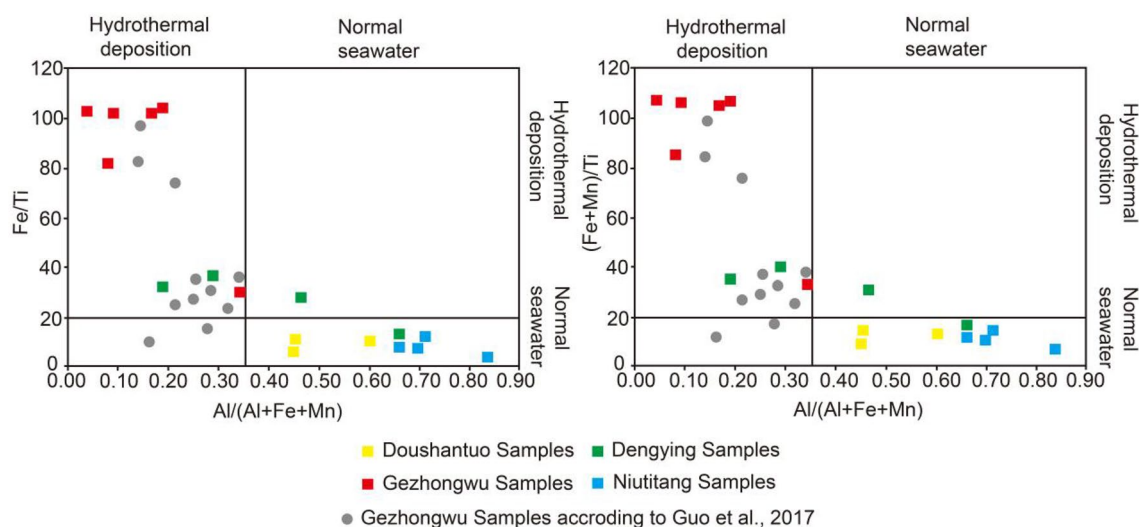 Hydrothermal
deposition
Normal
seawater
120
100
80
60
40
20
0
Fe/Ti
0.00 0.10 0.20 0.30 0.40 0.50 0.60 0.70 0.80 0.90
Al/(Al+Fe+Mn)
Hydrothermal
deposition
Normal
seawater
Hydrothermal
deposition
Normal
seawater
120
100
80
60
40
20
0
(Fe+Mn)/Ti
0.00 0.10 0.20 0.30 0.40 0.50 0.60 0.70 0.80 0.90
Al/(Al+Fe+Mn)
Hydrothermal
deposition
Normal
seawater
Doushantuo Samples Dengying Samples
Gezhongwu Samples Niutitang Samples
Gezhongwu Samples accroding to Guo et al., 2017